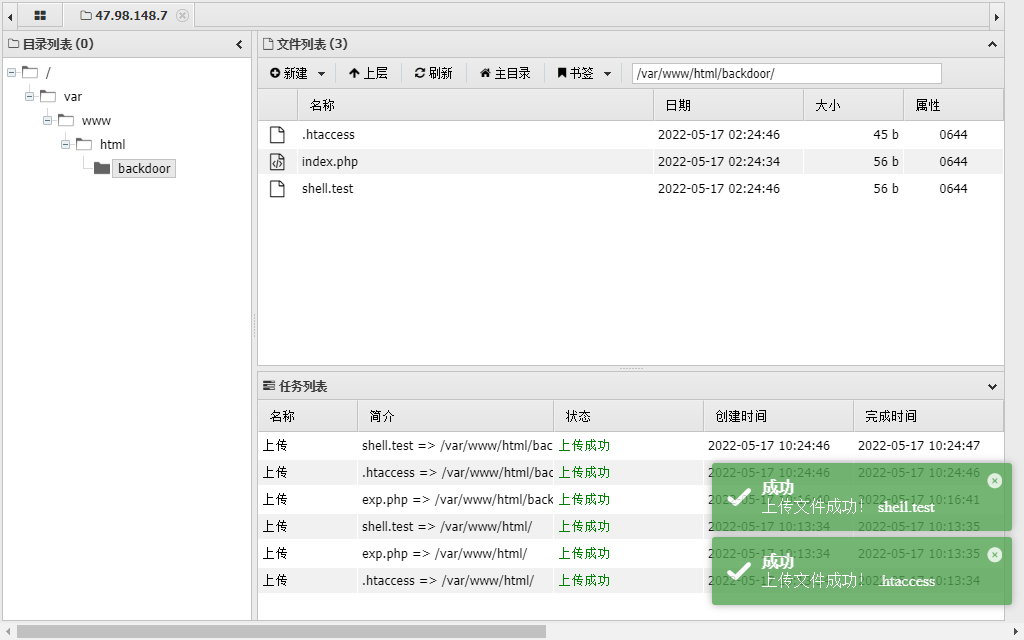 47.98.148.7
目录列表 (0)
/
var
www
html
backdoor
文件列表 (3)
新建 上层 刷新 主目录 书签 /var/www/html/backdoor/
名称 日期 大小 属性
.htaccess 2022-05-17 02:24:46 45 b 0644
index.php 2022-05-17 02:24:34 56 b 0644
shell.test 2022-05-17 02:24:46 56 b 0644
任务列表
名称 简介 状态 创建时间 完成时间
上传 shell.test => /var/www/html/bac 上传成功 2022-05-17 10:24:46 2022-05-17 10:24:47
上传 .htaccess => /var/www/html/bac 上传成功 2022-05-17 10:24:46 2022-05-17 10:24:46
上传 exp.php => /var/www/html/back 上传成功 2022-05-17 10:16:41
上传 shell.test => /var/www/html/ 上传成功 2022-05-17 10:13:34 2022-05-17 10:13:35
上传 exp.php => /var/www/html/ 上传成功 2022-05-17 10:13:34 2022-05-17 10:13:35
上传 .htaccess => /var/www/html/ 上传成功 2022-05-17 10:13:34
成功
上传文件成功！ shell.test
成功
上传文件成功！ .htaccess